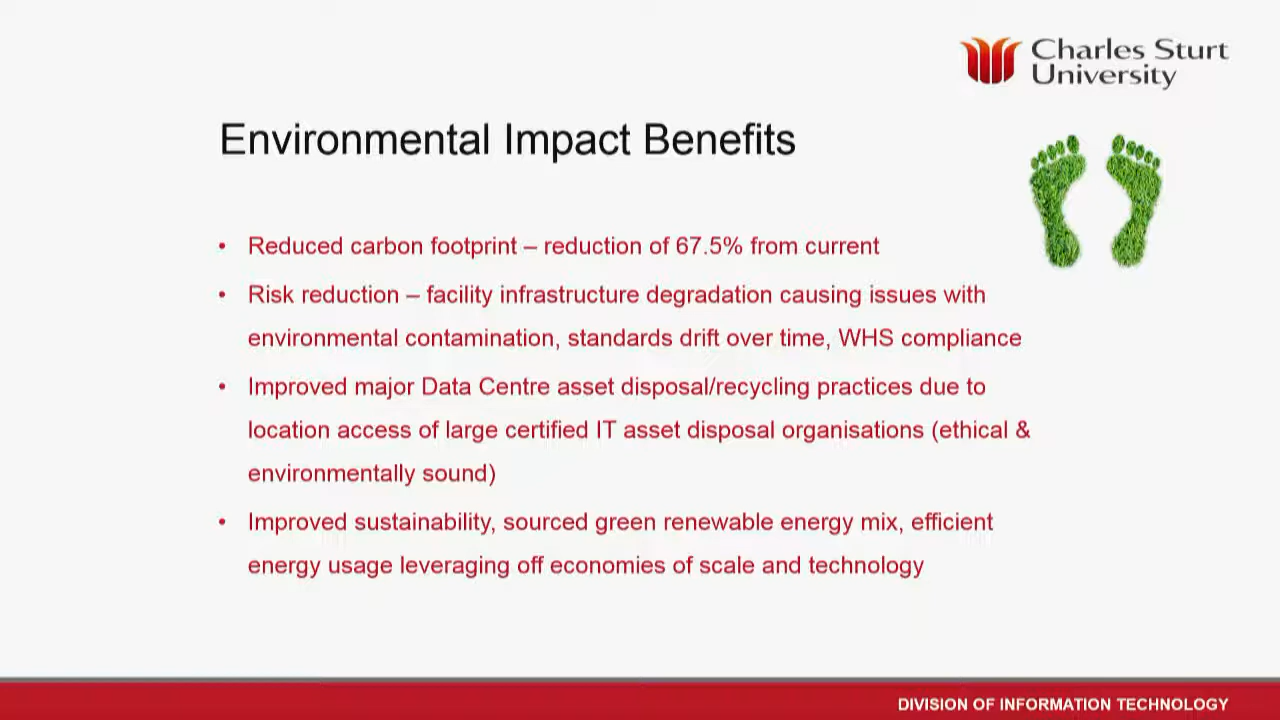 Charles Sturt
University
Environmental Impact Benefits
• Reduced carbon footprint – reduction of 67.5% from current
• Risk reduction – facility infrastructure degradation causing issues with
environmental contamination, standards drift over time, WHS compliance
• Improved major Data Centre asset disposal/recycling practices due to
location access of large certified IT asset disposal organisations (ethical &
environmentally sound)
• Improved sustainability, sourced green renewable energy mix, efficient
energy usage leveraging off economies of scale and technology
DIVISION OF INFORMATION TECHNOLOGY